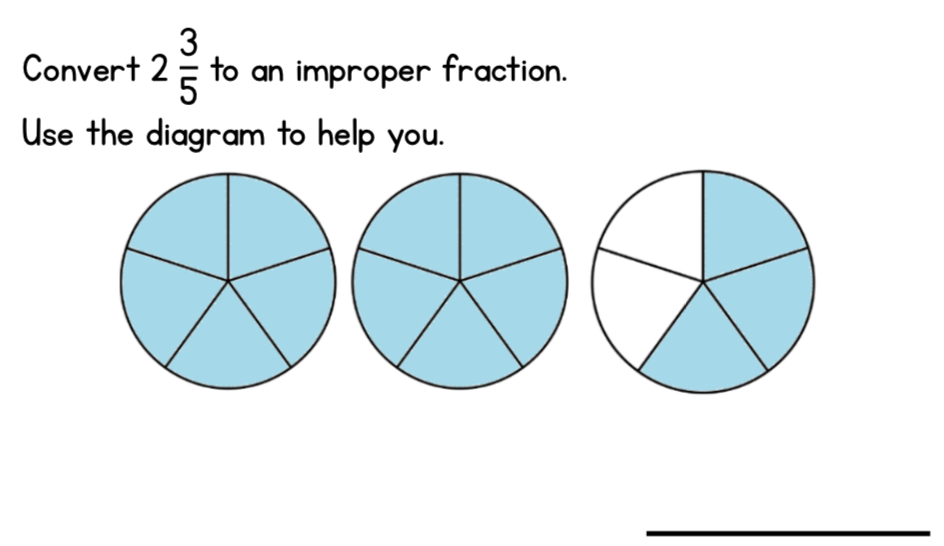 Convert 2 3/5 to an improper fraction.
Use the diagram to help you.